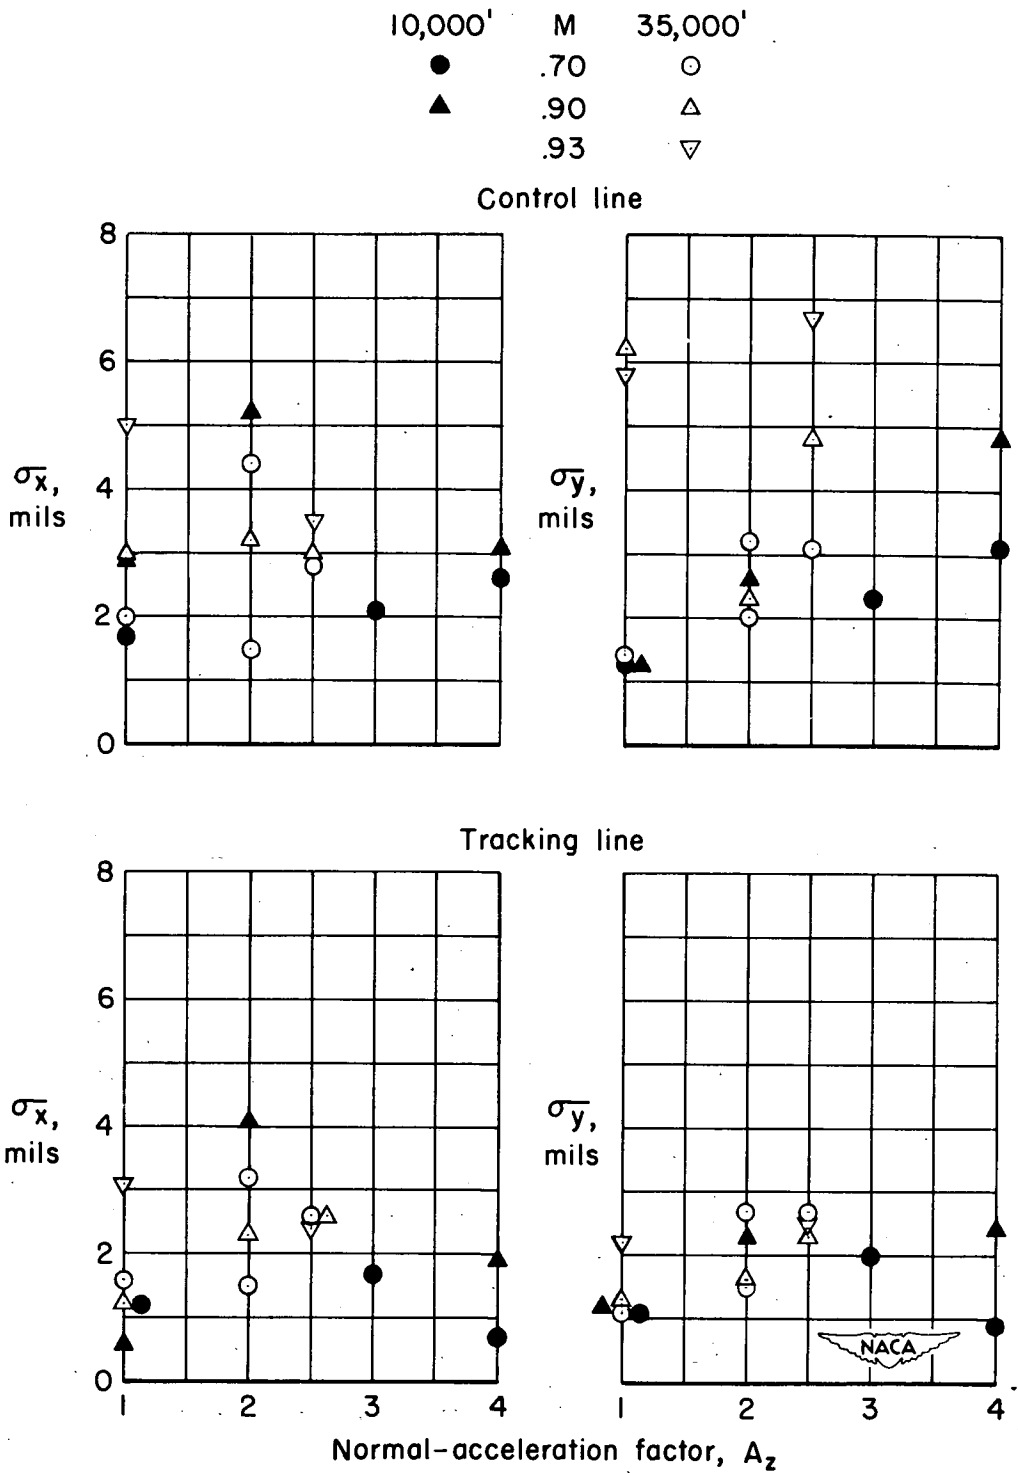 10,000' M 35,000'
.70
.90
.93
Control line
8
6
4
2
0
σx,
mils
σy,
mils
Tracking line
8
6
4
2
0
σx,
mils
σy,
mils
NACA
1 2 3 4
1 2 3 4
Normal-acceleration factor, Az